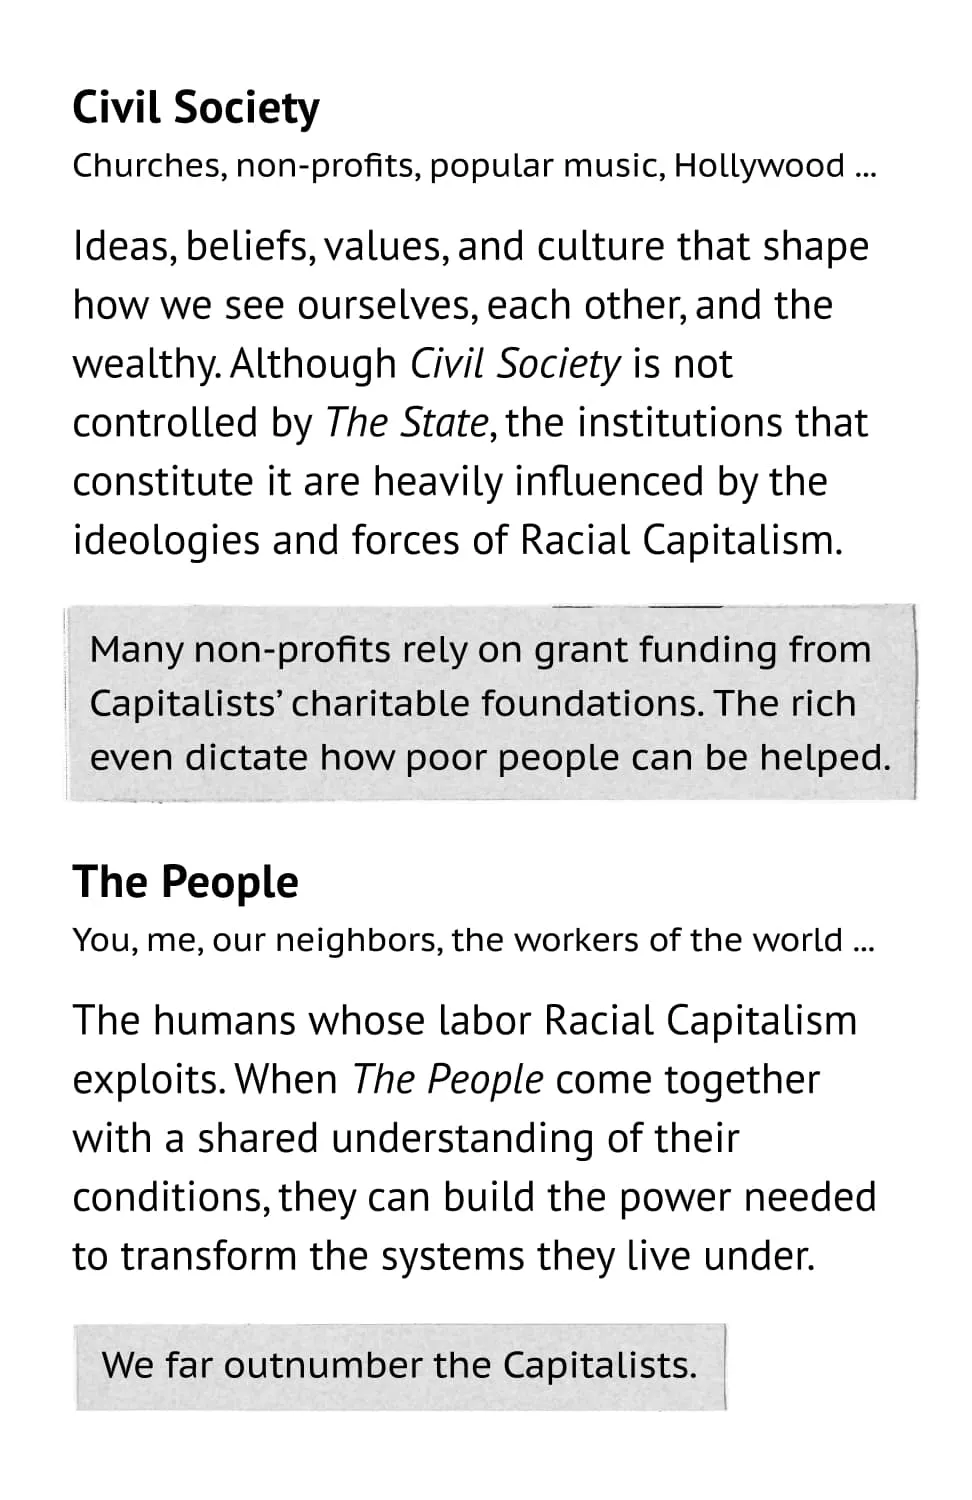 Civil Society
Churches, non-profits, popular music, Hollywood ...
Ideas, beliefs, values, and culture that shape
how we see ourselves, each other, and the
wealthy. Although Civil Society is not
controlled by The State, the institutions that
constitute it are heavily influenced by the
ideologies and forces of Racial Capitalism.
Many non-profits rely on grant funding from
Capitalists’ charitable foundations. The rich
even dictate how poor people can be helped.
The People
You, me, our neighbors, the workers of the world ...
The humans whose labor Racial Capitalism
exploits. When The People come together
with a shared understanding of their
conditions, they can build the power needed
to transform the systems they live under.
We far outnumber the Capitalists.